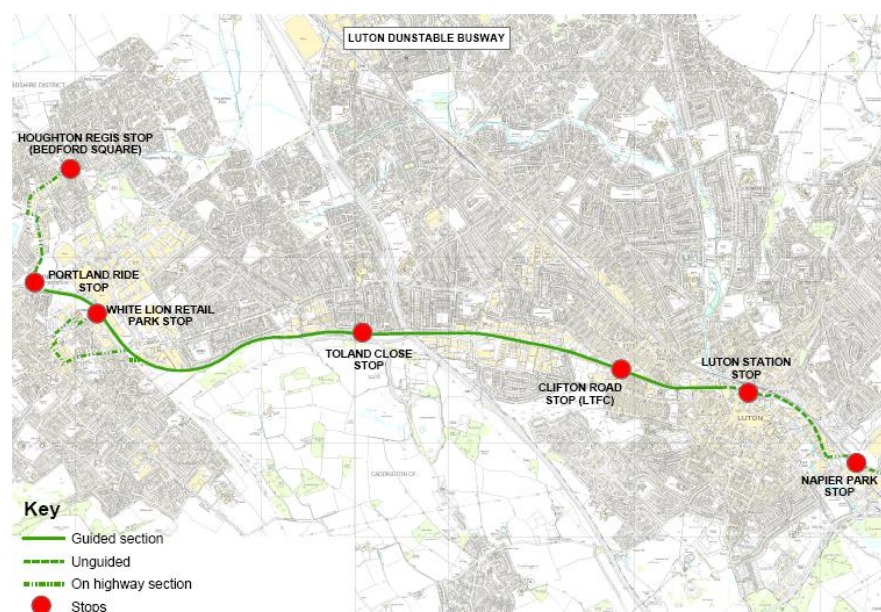 LUTON DUNSTABLE BUSWAY
HOUGHTON REGIS STOP
(BEDFORD SQUARE)
PORTLAND RIDE
STOP
WHITE LION RETAIL
PARK STOP
TOLAND CLOSE
STOP
CLIFTON ROAD
STOP (LTFC)
LUTON STATION
STOP
LUTON
NAPIER PARK
STOP
CADDINGTON CP
Key
Guided section
Unguided
On highway section
Stops